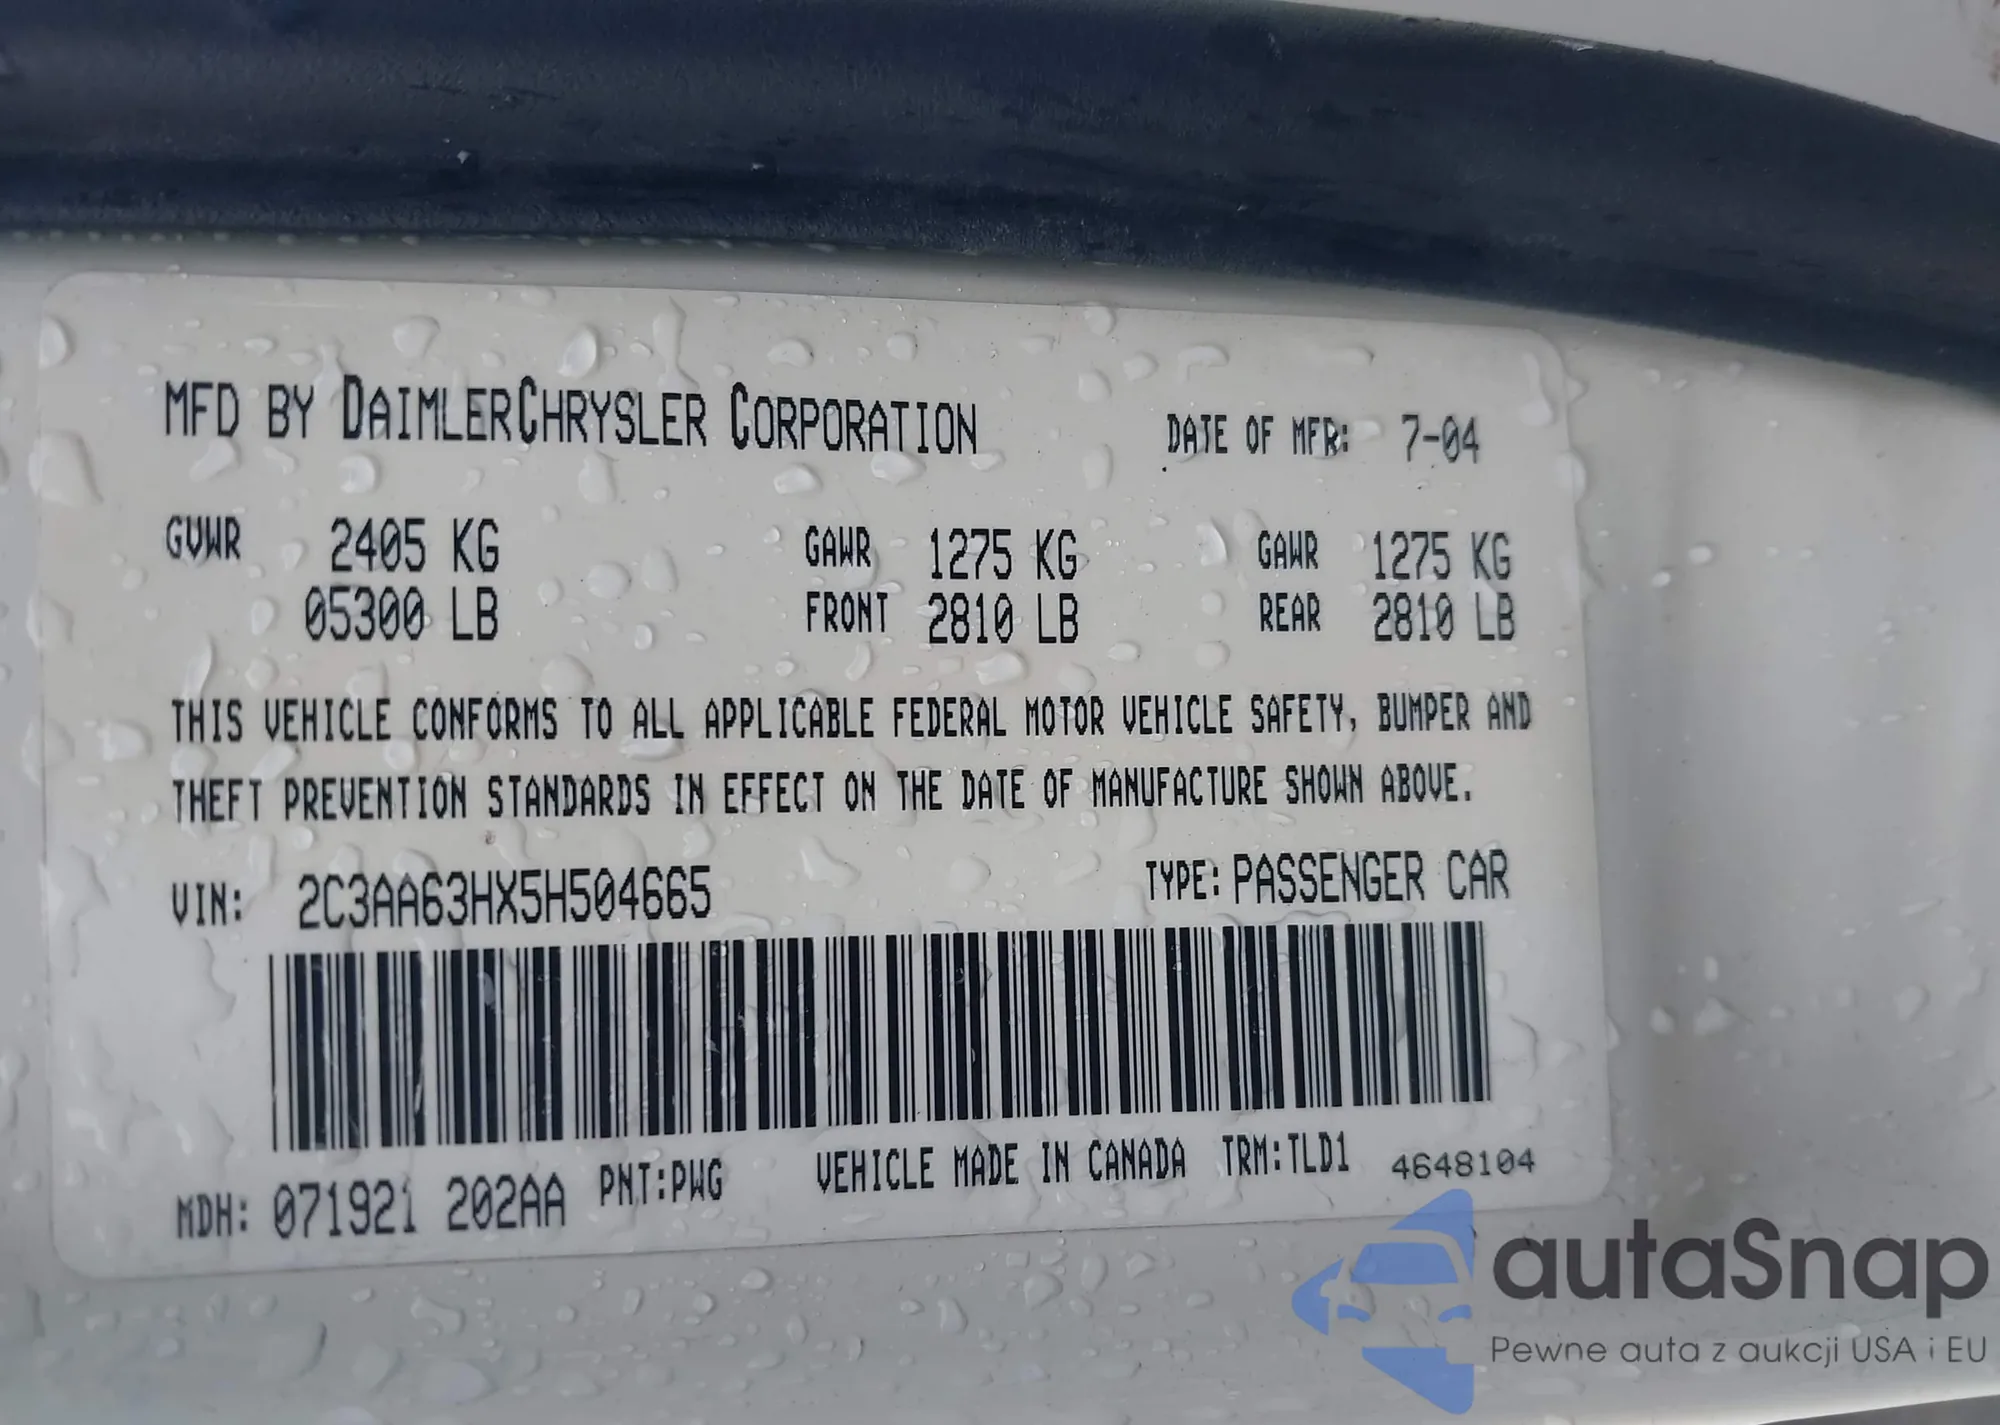 MFD BY DAIMLERCHRYSLER CORPORATION DATE OF MFR: 7-04
GVWR 2405 KG GAWR 1275 KG GAWR 1275 KG
05300 LB FRONT 2810 LB REAR 2810 LB
THIS VEHICLE CONFORMS TO ALL APPLICABLE FEDERAL MOTOR VEHICLE SAFETY, BUMPER AND
THEFT PREVENTION STANDARDS IN EFFECT ON THE DATE OF MANUFACTURE SHOWN ABOVE.
VIN: 2C3AA63HX5H504665 TYPE: PASSENGER CAR
MDH: 071921 202AA PNT:PWG VEHICLE MADE IN CANADA TRM:TLD1 4648104
autaSnap
Pewne auta z aukcji USA i EU